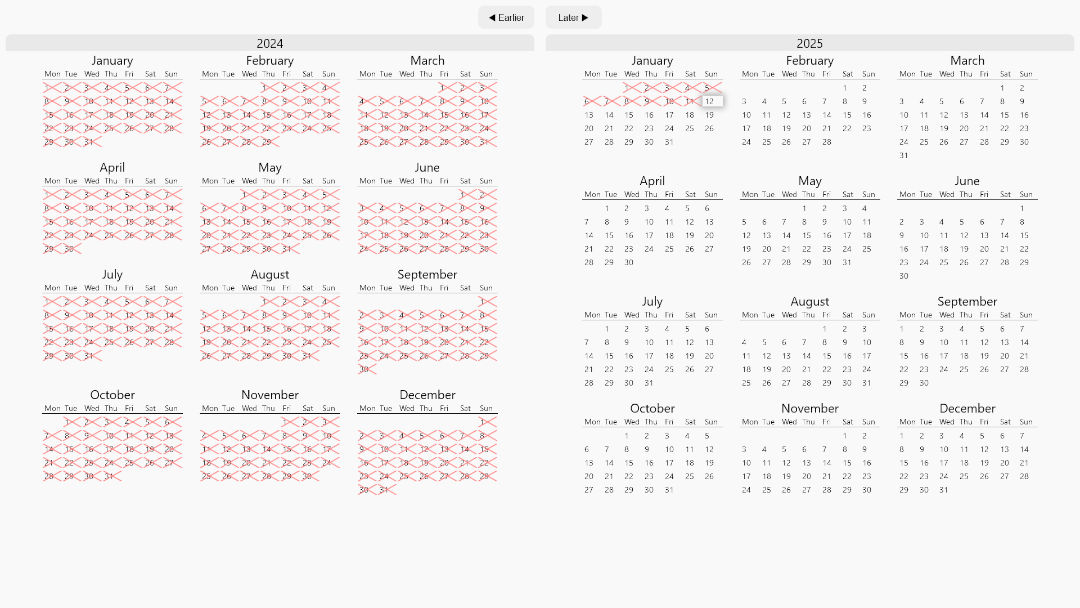 ◀ Earlier
Later ▶
2024
January
Mon Tue Wed Thu Fri Sat Sun
1 2 3 4 5 6 7
8 9 10 11 12 13 14
15 16 17 18 19 20 21
22 23 24 25 26 27 28
29 30 31
February
Mon Tue Wed Thu Fri Sat Sun
1 2 3 4
5 6 7 8 9 10 11
12 13 14 15 16 17 18
19 20 21 22 23 24 25
26 27 28 29
March
Mon Tue Wed Thu Fri Sat Sun
1 2 3
4 5 6 7 8 9 10
11 12 13 14 15 16 17
18 19 20 21 22 23 24
25 26 27 28 29 30 31
April
Mon Tue Wed Thu Fri Sat Sun
1 2 3 4 5 6 7
8 9 10 11 12 13 14
15 16 17 18 19 20 21
22 23 24 25 26 27 28
29 30
May
Mon Tue Wed Thu Fri Sat Sun
1 2 3 4 5
6 7 8 9 10 11 12
13 14 15 16 17 18 19
20 21 22 23 24 25 26
27 28 29 30 31
June
Mon Tue Wed Thu Fri Sat Sun
1 2
3 4 5 6 7 8 9
10 11 12 13 14 15 16
17 18 19 20 21 22 23
24 25 26 27 28 29 30
July
Mon Tue Wed Thu Fri Sat Sun
1 2 3 4 5 6 7
8 9 10 11 12 13 14
15 16 17 18 19 20 21
22 23 24 25 26 27 28
29 30 31
August
Mon Tue Wed Thu Fri Sat Sun
1 2 3 4
5 6 7 8 9 10 11
12 13 14 15 16 17 18
19 20 21 22 23 24 25
26 27 28 29 30 31
September
Mon Tue Wed Thu Fri Sat Sun
1
2 3 4 5 6 7 8
9 10 11 12 13 14 15
16 17 18 19 20 21 22
23 24 25 26 27 28 29
30
October
Mon Tue Wed Thu Fri Sat Sun
1 2 3 4 5 6
7 8 9 10 11 12 13
14 15 16 17 18 19 20
21 22 23 24 25 26 27
28 29 30 31
November
Mon Tue Wed Thu Fri Sat Sun
1 2 3
4 5 6 7 8 9 10
11 12 13 14 15 16 17
18 19 20 21 22 23 24
25 26 27 28 29 30
December
Mon Tue Wed Thu Fri Sat Sun
1
2 3 4 5 6 7 8
9 10 11 12 13 14 15
16 17 18 19 20 21 22
23 24 25 26 27 28 29
30 31
2025
January
Mon Tue Wed Thu Fri Sat Sun
1 2 3 4 5
6 7 8 9 10 11 12
13 14 15 16 17 18 19
20 21 22 23 24 25 26
27 28 29 30 31
February
Mon Tue Wed Thu Fri Sat Sun
1 2
3 4 5 6 7 8 9
10 11 12 13 14 15 16
17 18 19 20 21 22 23
24 25 26 27 28
March
Mon Tue Wed Thu Fri Sat Sun
1 2
3 4 5 6 7 8 9
10 11 12 13 14 15 16
17 18 19 20 21 22 23
24 25 26 27 28 29 30
31
April
Mon Tue Wed Thu Fri Sat Sun
1 2 3 4 5 6
7 8 9 10 11 12 13
14 15 16 17 18 19 20
21 22 23 24 25 26 27
28 29 30
May
Mon Tue Wed Thu Fri Sat Sun
1 2 3 4
5 6 7 8 9 10 11
12 13 14 15 16 17 18
19 20 21 22 23 24 25
26 27 28 29 30 31
June
Mon Tue Wed Thu Fri Sat Sun
1
2 3 4 5 6 7 8
9 10 11 12 13 14 15
16 17 18 19 20 21 22
23 24 25 26 27 28 29
30
July
Mon Tue Wed Thu Fri Sat Sun
1 2 3 4 5 6
7 8 9 10 11 12 13
14 15 16 17 18 19 20
21 22 23 24 25 26 27
28 29 30 31
August
Mon Tue Wed Thu Fri Sat Sun
1 2 3
4 5 6 7 8 9 10
11 12 13 14 15 16 17
18 19 20 21 22 23 24
25 26 27 28 29 30 31
September
Mon Tue Wed Thu Fri Sat Sun
1 2 3 4 5 6 7
8 9 10 11 12 13 14
15 16 17 18 19 20 21
22 23 24 25 26 27 28
29 30
October
Mon Tue Wed Thu Fri Sat Sun
1 2 3 4 5
6 7 8 9 10 11 12
13 14 15 16 17 18 19
20 21 22 23 24 25 26
27 28 29 30 31
November
Mon Tue Wed Thu Fri Sat Sun
1 2
3 4 5 6 7 8 9
10 11 12 13 14 15 16
17 18 19 20 21 22 23
24 25 26 27 28 29 30
December
Mon Tue Wed Thu Fri Sat Sun
1 2 3 4 5 6 7
8 9 10 11 12 13 14
15 16 17 18 19 20 21
22 23 24 25 26 27 28
29 30 31